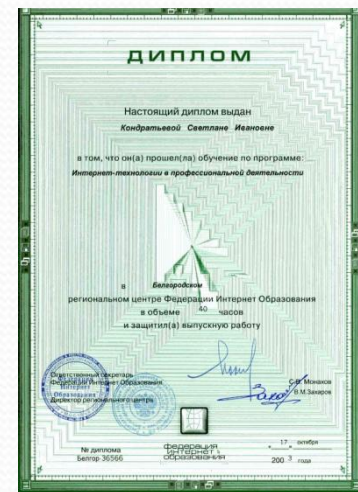 ДИПЛОМ
Настоящий диплом выдан
Кондратьевой Светлане Ивановне
в том, что он(а) прошел(ла) обучение по программе:
Интернет-технологии в профессиональной деятельности
в Белгородском
региональном центре Федерации Интернет Образования
в объеме 40 часов
и защитил(а) выпускную работу
Ответственный секретарь
Федерации Интернет Образования
С.В. Монахов
Директор регионального центра
В.М.Захаров
№ диплома
Белгор 36566
федерация
интернет
образования
17 октября
200 3 года